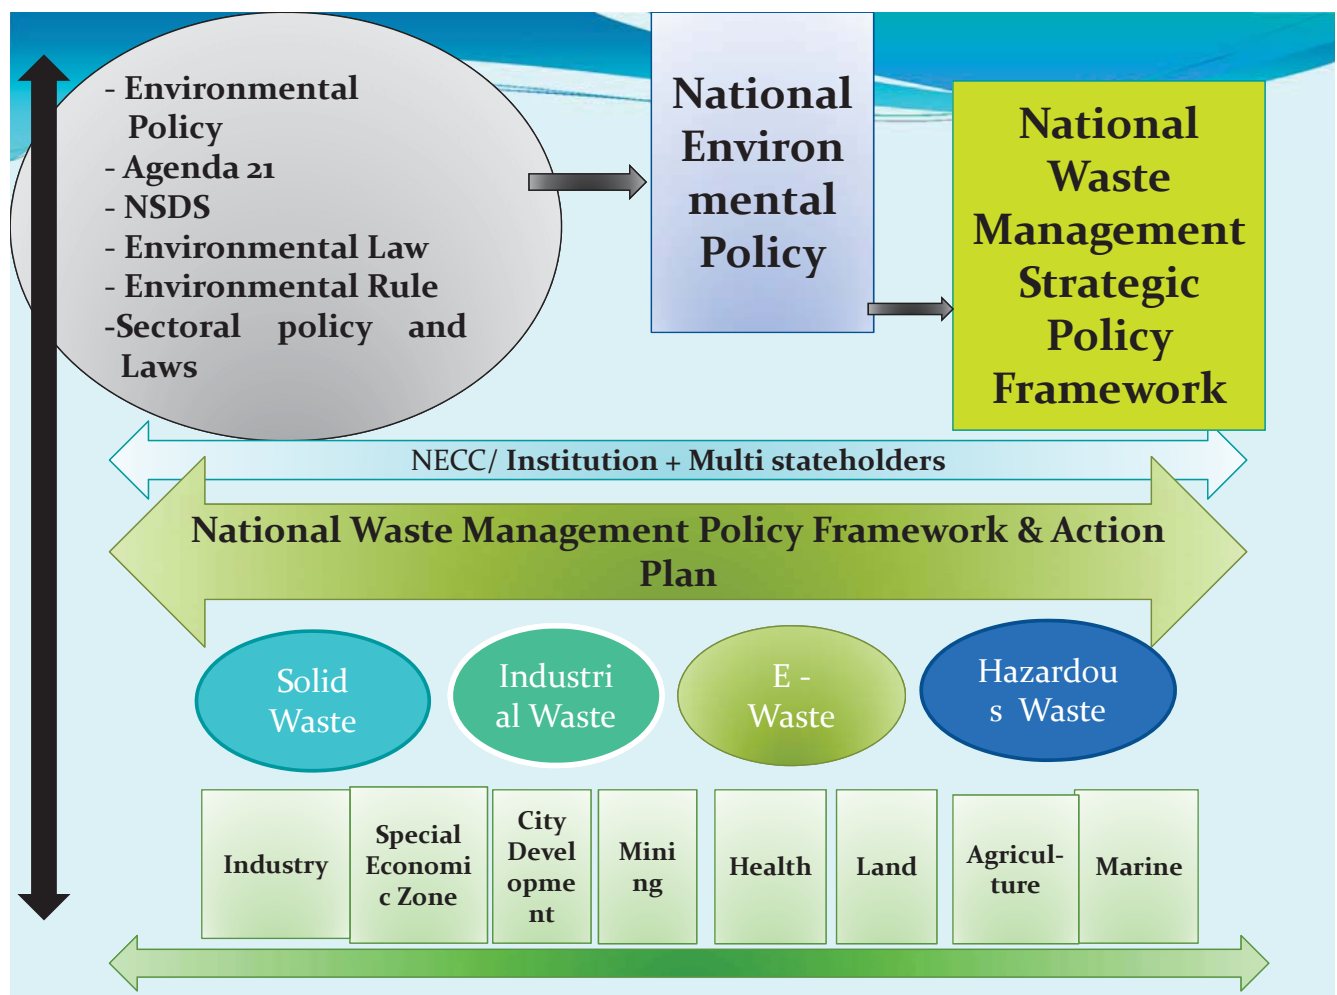 - Environmental
Policy
- Agenda 21
- NSDS
- Environmental Law
- Environmental Rule
-Sectoral policy and
Laws
National
Environ
mental
Policy
National
Waste
Management
Strategic
Policy
Framework
NECC/ Institution + Multi stateholders
National Waste Management Policy Framework & Action
Plan
Solid
Waste
Industri
al Waste
E -
Waste
Hazardou
s Waste
Industry
Special
Economi
c Zone
City
Devel
opme
nt
Mini
ng
Health
Land
Agricul-
ture
Marine